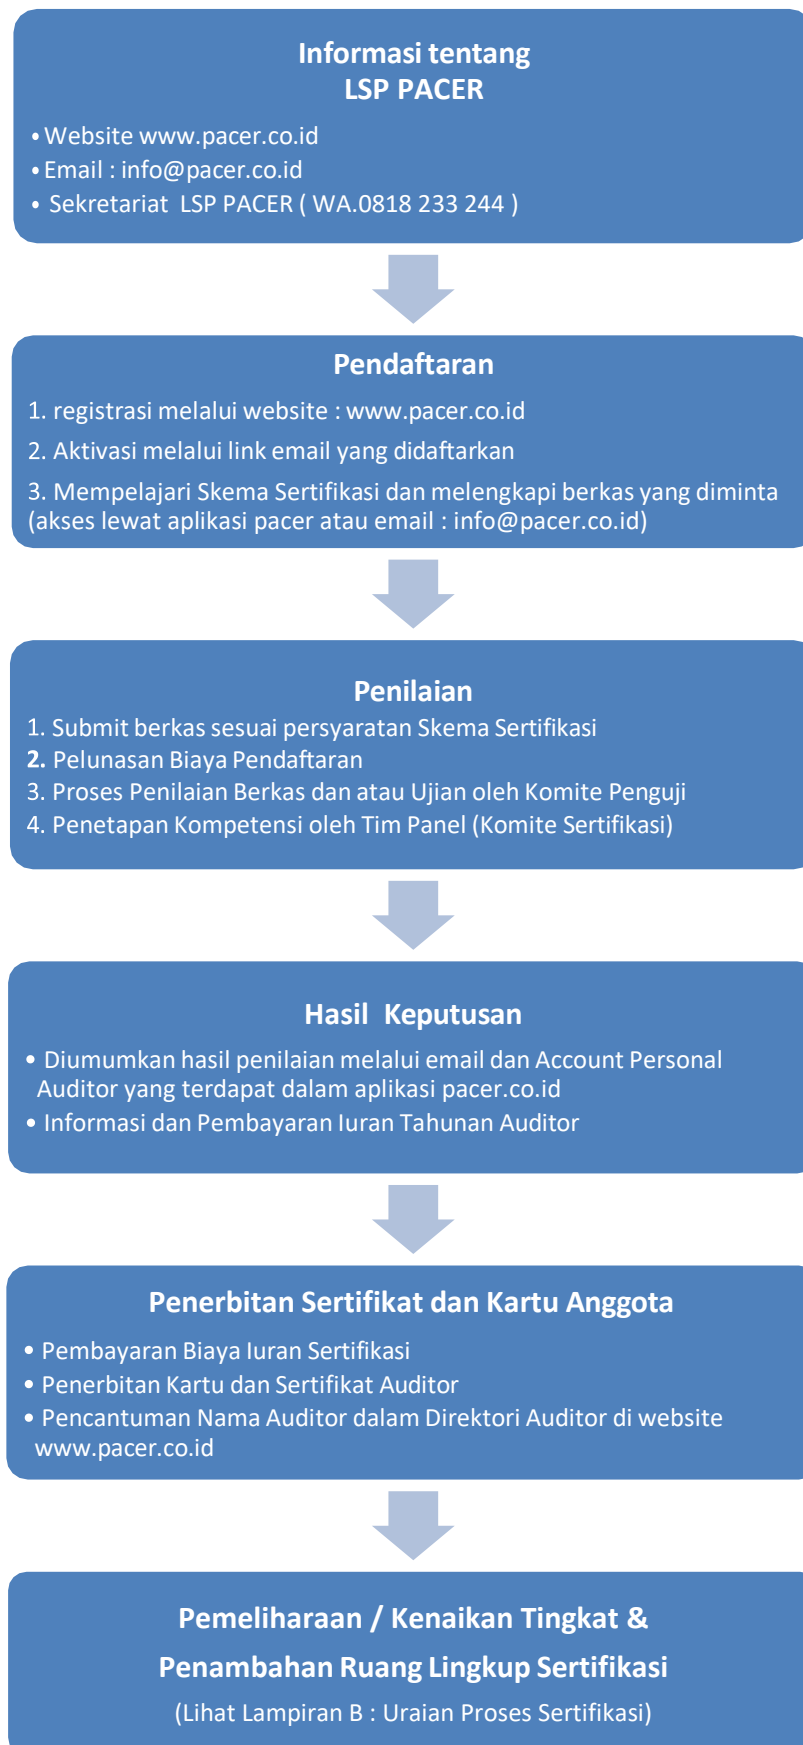 Informasi tentang
LSP PACER
• Website www.pacer.co.id
• Email : info@pacer.co.id
• Sekretariat LSP PACER ( WA.0818 233 244 )
Pendaftaran
1. registrasi melalui website : www.pacer.co.id
2. Aktivasi melalui link email yang didaftarkan
3. Mempelajari Skema Sertifikasi dan melengkapi berkas yang diminta
(akses lewat aplikasi pacer atau email : info@pacer.co.id)
Penilaian
1. Submit berkas sesuai persyaratan Skema Sertifikasi
2. Pelunasan Biaya Pendaftaran
3. Proses Penilaian Berkas dan atau Ujian oleh Komite Penguji
4. Penetapan Kompetensi oleh Tim Panel (Komite Sertifikasi)
Hasil Keputusan
• Diumumkan hasil penilaian melalui email dan Account Personal
Auditor yang terdapat dalam aplikasi pacer.co.id
• Informasi dan Pembayaran Iuran Tahunan Auditor
Penerbitan Sertifikat dan Kartu Anggota
• Pembayaran Biaya Iuran Sertifikasi
• Penerbitan Kartu dan Sertifikat Auditor
• Pencantuman Nama Auditor dalam Direktori Auditor di website
www.pacer.co.id
Pemeliharaan / Kenaikan Tingkat &
Penambahan Ruang Lingkup Sertifikasi
(Lihat Lampiran B : Uraian Proses Sertifikasi)